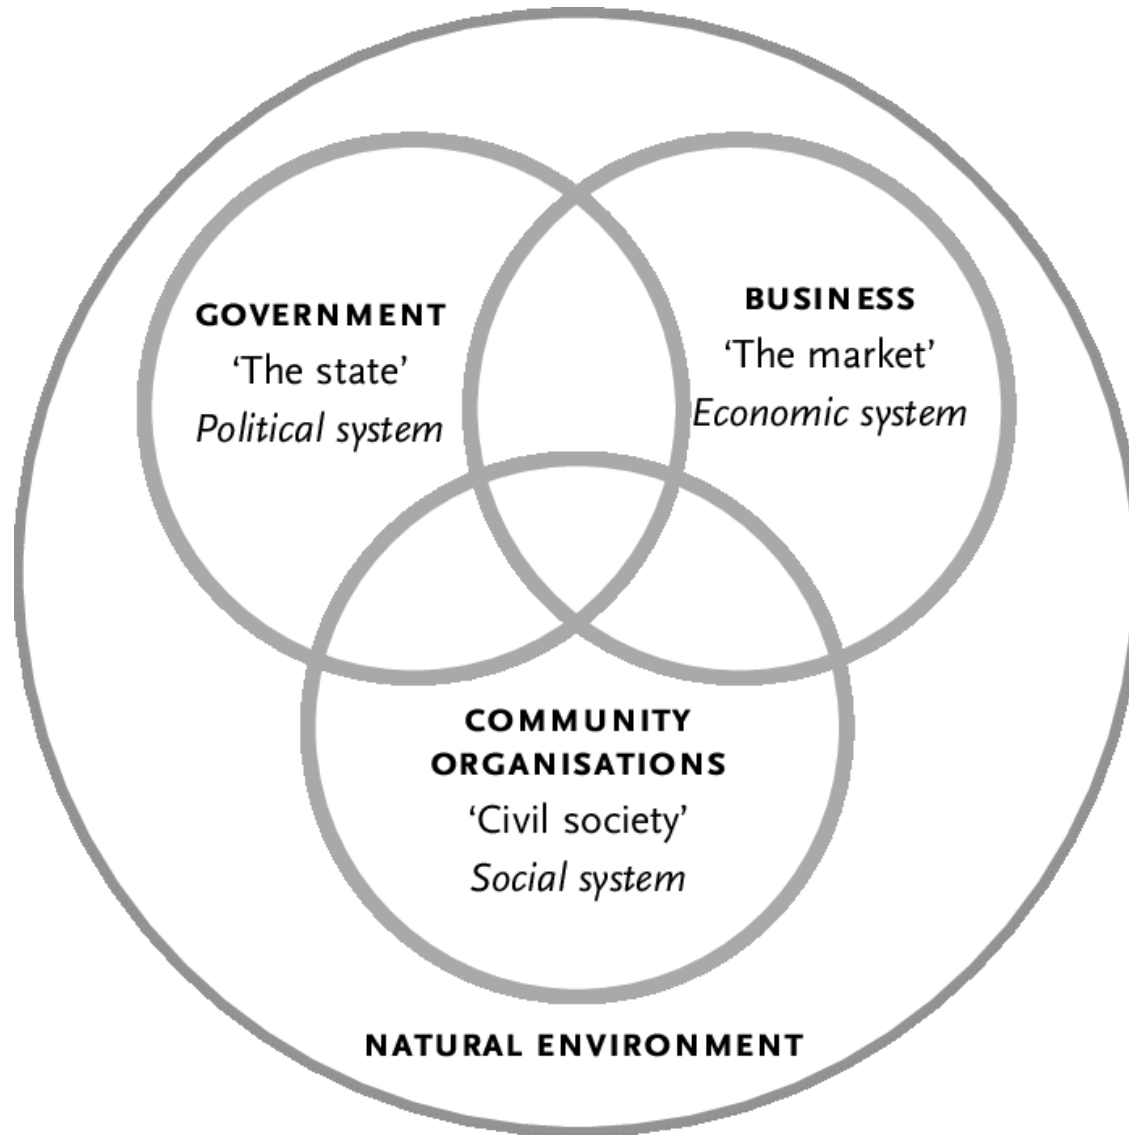 GOVERNMENT
‘The state’
Political system
BUSINESS
‘The market’
Economic system
COMMUNITY
ORGANISATIONS
‘Civil society’
Social system
NATURAL ENVIRONMENT